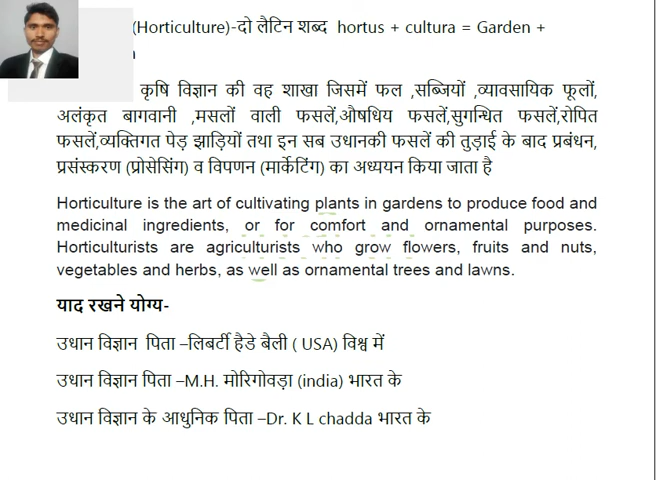 (Horticulture)-दो लैटिन शब्द hortus + cultura = Garden +
कृषि विज्ञान की वह शाखा जिसमें फल ,सब्जियों ,व्यावसायिक फूलों,
अलंकृत बागवानी ,मसलों वाली फसलें,औषधिय फसलें,सुगन्धित फसलें,रोपित
फसलें,व्यक्तिगत पेड़ झाड़ियों तथा इन सब उधानकी फसलें की तुड़ाई के बाद प्रबंधन,
प्रसंस्करण (प्रोसेसिंग) व विपणन (मार्केटिंग) का अध्ययन किया जाता है
Horticulture is the art of cultivating plants in gardens to produce food and
medicinal ingredients, or for comfort and ornamental purposes.
Horticulturists are agriculturists who grow flowers, fruits and nuts,
vegetables and herbs, as well as ornamental trees and lawns.
याद रखने योग्य-
उधान विज्ञान पिता –लिबर्टी हैडे बैली ( USA) विश्व में
उधान विज्ञान पिता –M.H. मोरिगोवड़ा (india) भारत के
उधान विज्ञान के आधुनिक पिता –Dr. K L chadda भारत के